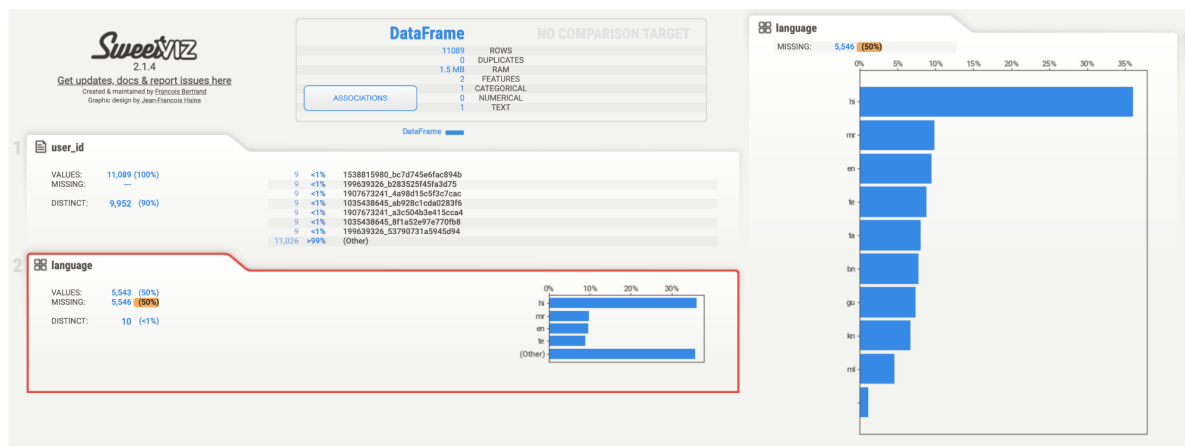 SweetVIZ
2.1.4
Get updates, docs & report issues here
Created & maintained by Francois Bertrand
Graphic design by Jean-Francois Hains
DataFrame NO COMPARISON TARGET
11089 ROWS
0 DUPLICATES
1.5 MB RAM
2 FEATURES
1 CATEGORICAL
0 NUMERICAL
1 TEXT
ASSOCIATIONS
DataFrame
1 user_id
VALUES: 11,089 (100%)
MISSING: ---
DISTINCT: 9,952 (90%)
9 <1% 1538815980_bc7d745e6fac894b
9 <1% 199639326_b283525f45fa3d75
9 <1% 1907673241_4a98d15c5f3c7cac
9 <1% 1035438645_ab928c1cda0283f6
9 <1% 1907673241_a3c504b3e415cca4
9 <1% 1035438645_8f1a52e97e770fb8
9 <1% 199639326_53790731a5945d94
11,026 >99% (Other)
2 language
VALUES: 5,543 (50%)
MISSING: 5,546 (50%)
DISTINCT: 10 (<1%)
0% 10% 20% 30%
hi
mr
en
te
(Other)
language
MISSING: 5,546 (50%)
0% 5% 10% 15% 20% 25% 30% 35%
hi
mr
en
te
ta
bn
gu
kn
ml